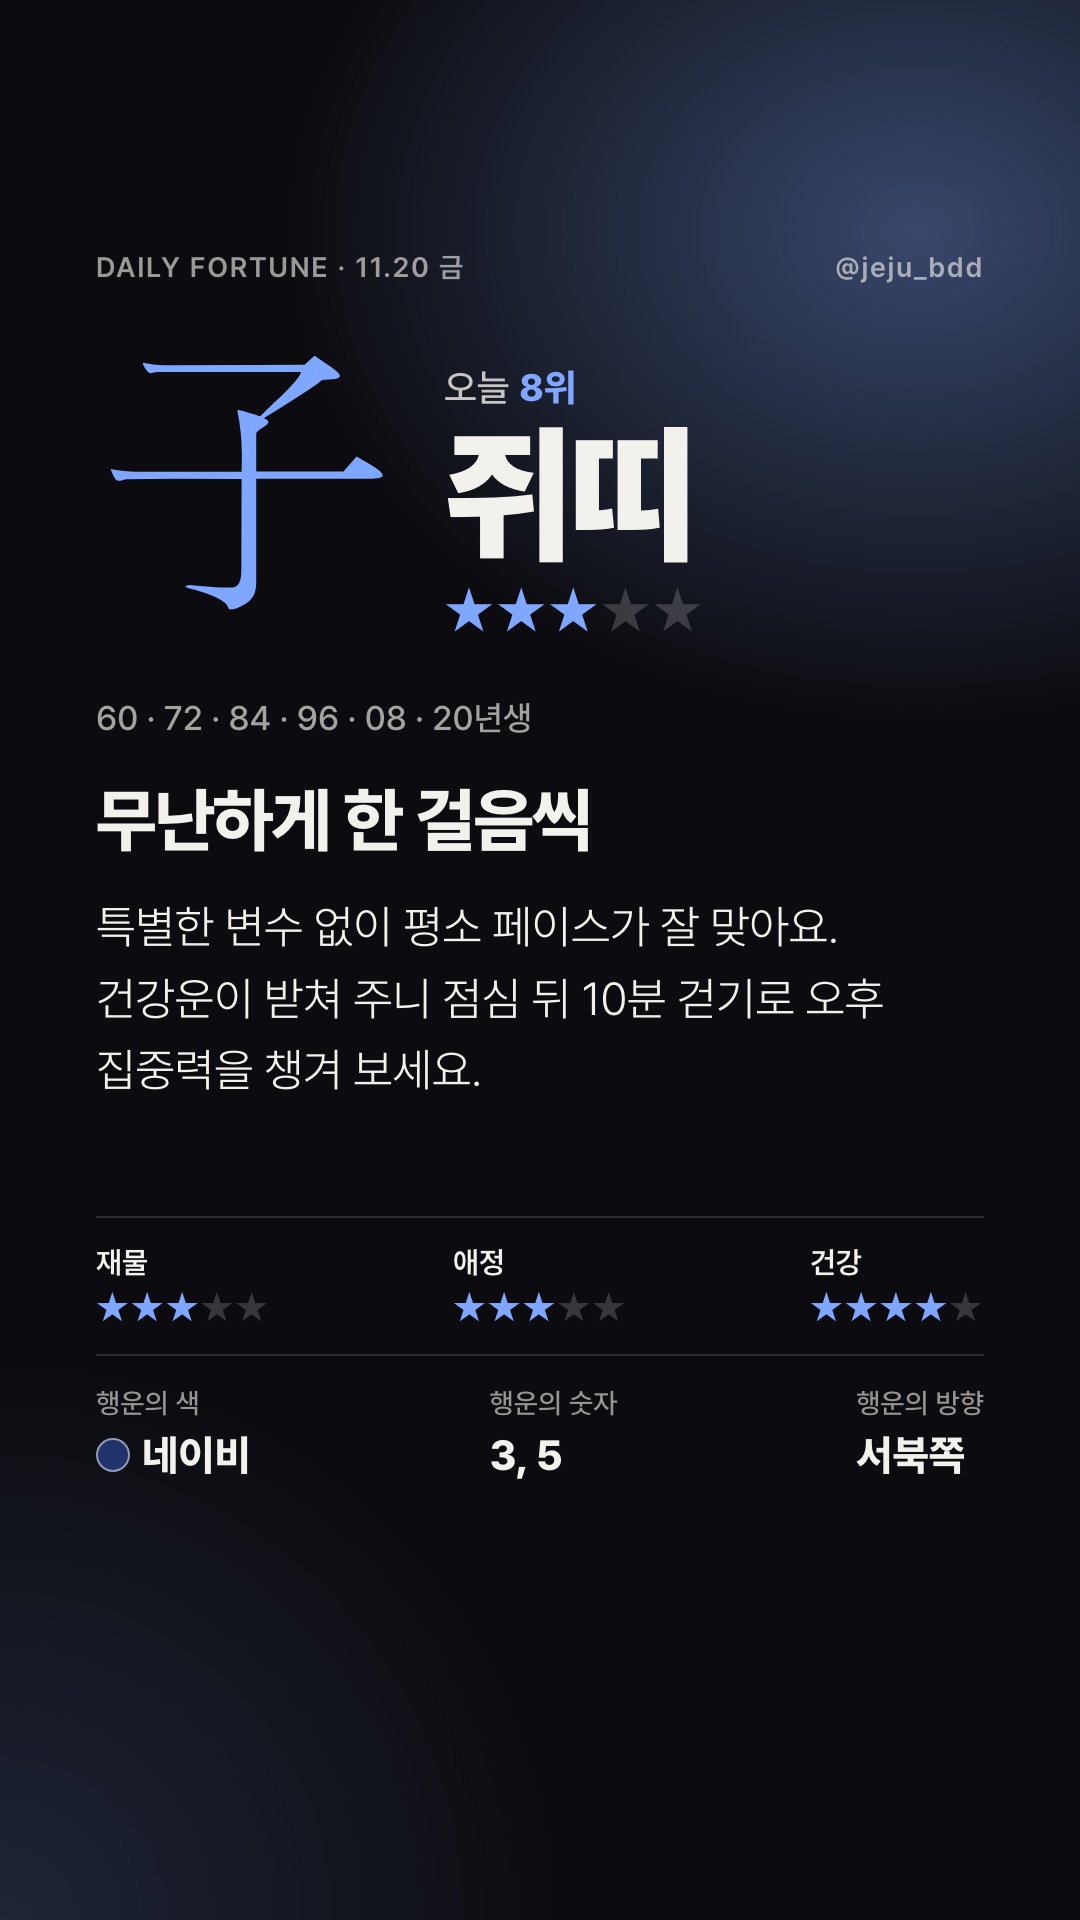 DAILY FORTUNE · 11.20 금
@jeju_bdd
子
오늘 8위
쥐띠
★★★★★
60 · 72 · 84 · 96 · 08 · 20년생
무난하게 한 걸음씩
특별한 변수 없이 평소 페이스가 잘 맞아요.
건강운이 받쳐 주니 점심 뒤 10분 걷기로 오후
집중력을 챙겨 보세요.
재물
★★★★★
애정
★★★★★
건강
★★★★★
행운의 색
네이비
행운의 숫자
3, 5
행운의 방향
서북쪽